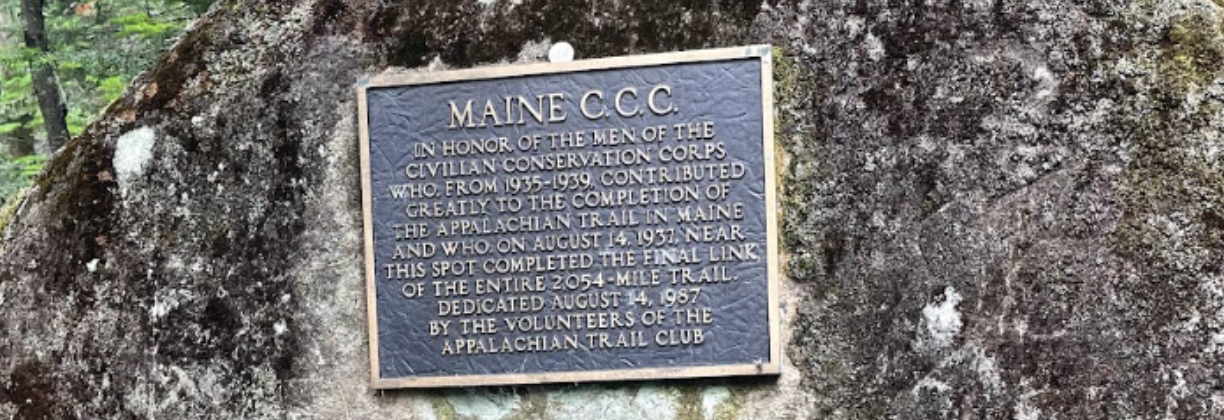 MAINE C.C.C.
IN HONOR OF THE MEN OF THE
CIVILIAN CONSERVATION CORPS
WHO, FROM 1935-1939, CONTRIBUTED
GREATLY TO THE COMPLETION OF
THE APPALACHIAN TRAIL IN MAINE
AND WHO, ON AUGUST 14, 1937, NEAR
THIS SPOT COMPLETED THE FINAL LINK
OF THE ENTIRE 2,054-MILE TRAIL.
DEDICATED AUGUST 14, 1987
BY THE VOLUNTEERS OF THE
APPALACHIAN TRAIL CLUB